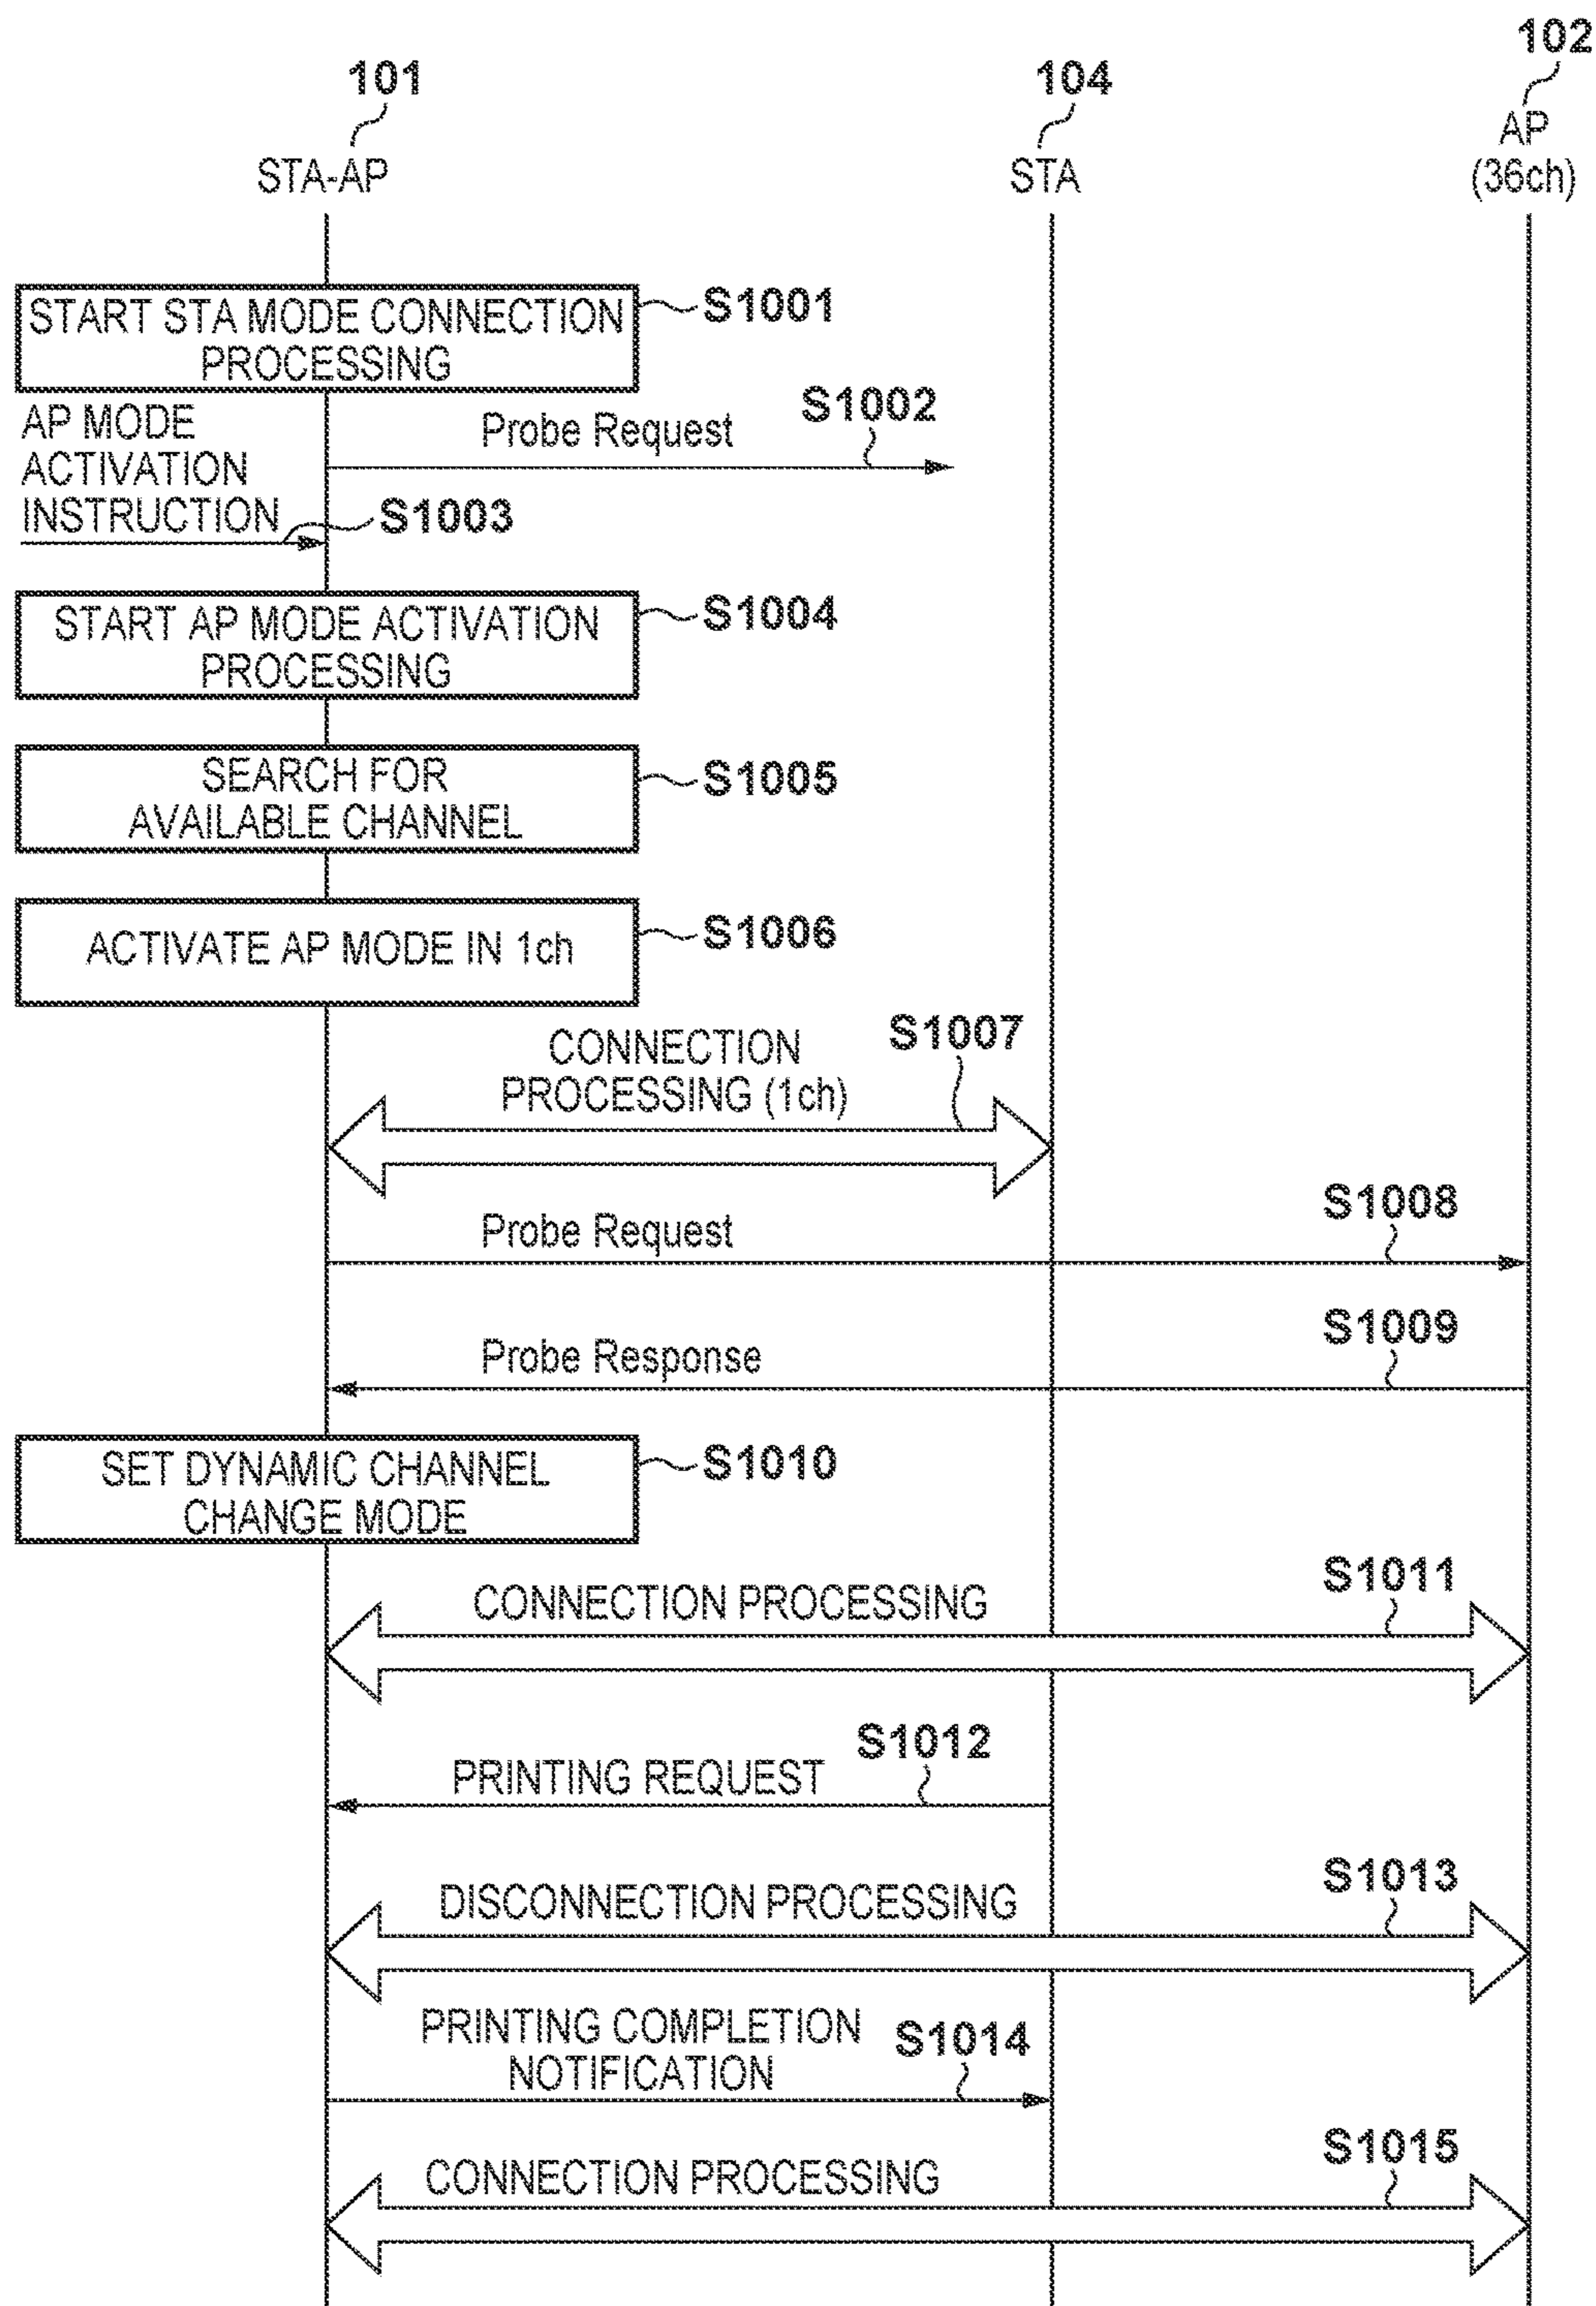 102
101
104
AP
(36ch)
STA-AP
STA
START STA MODE CONNECTION
PROCESSING
S1001
AP MODE
ACTIVATION
INSTRUCTION
Probe Request
S1002
S1003
START AP MODE ACTIVATION
PROCESSING
S1004
SEARCH FOR
AVAILABLE CHANNEL
S1005
ACTIVATE AP MODE IN 1ch
S1006
CONNECTION
PROCESSING (1ch)
S1007
Probe Request
S1008
Probe Response
S1009
SET DYNAMIC CHANNEL
CHANGE MODE
S1010
CONNECTION PROCESSING
S1011
PRINTING REQUEST
S1012
DISCONNECTION PROCESSING
S1013
PRINTING COMPLETION
NOTIFICATION
S1014
CONNECTION PROCESSING
S1015